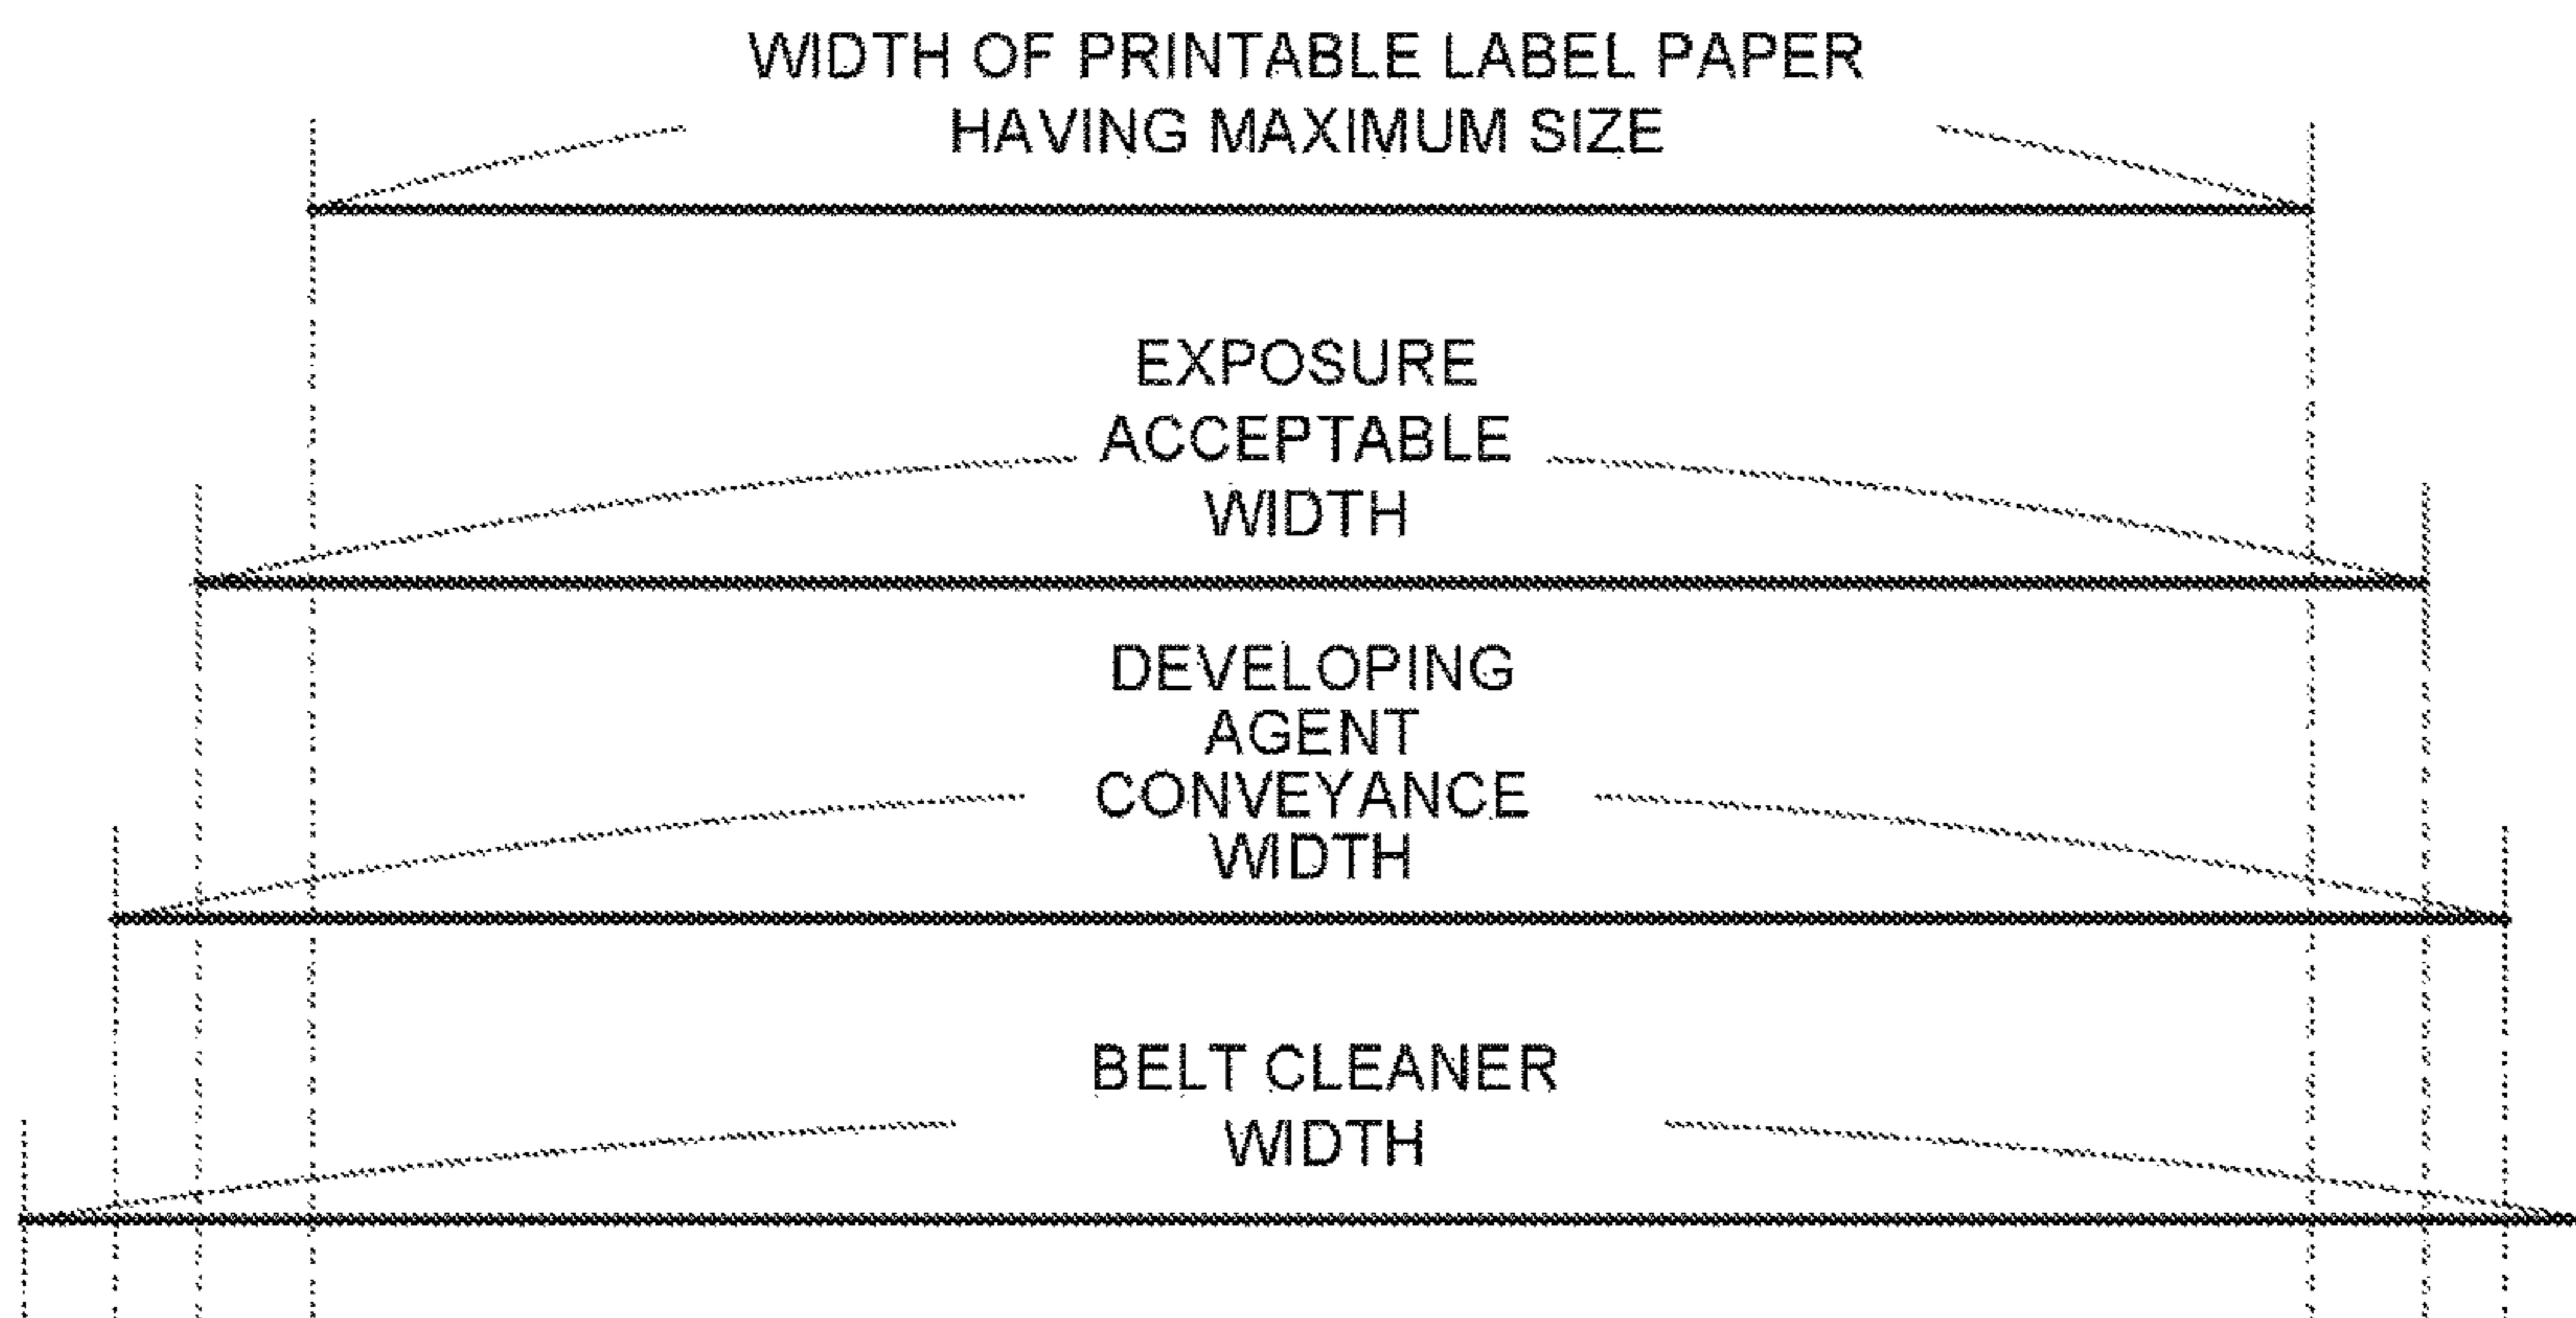 WIDTH OF PRINTABLE LABEL PAPER
HAVING MAXIMUM SIZE
EXPOSURE
ACCEPTABLE
WIDTH
DEVELOPING
AGENT
CONVEYANCE
WIDTH
BELT CLEANER
WIDTH